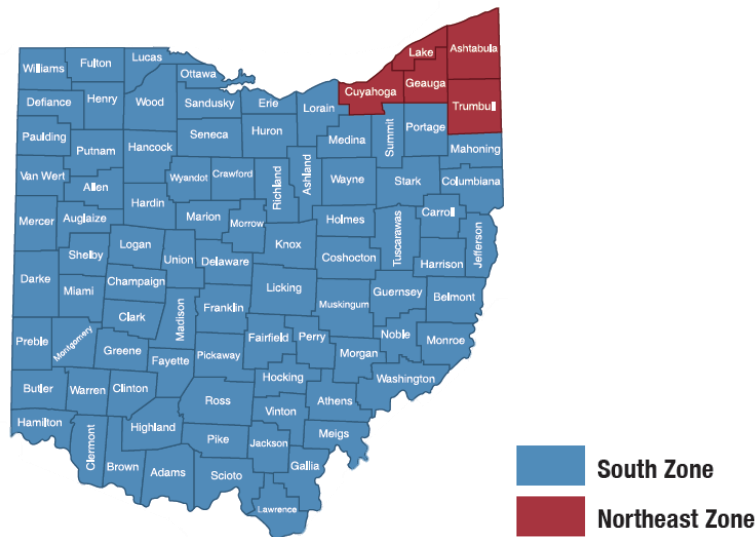 Lake
Ashtabula
Geauga
Cuyahoga
Trumbull
Williams
Fulton
Lucas
Ottawa
Defiance
Henry
Wood
Sandusky
Erie
Lorain
Medina
Summit
Portage
Mahoning
Paulding
Putnam
Hancock
Seneca
Huron
Van Wert
Allen
Wyandot
Crawford
Richland
Ashland
Wayne
Stark
Columbiana
Mercer
Auglaize
Hardin
Marion
Morrow
Holmes
Tuscarawas
Carroll
Jefferson
Logan
Shelby
Union
Delaware
Knox
Coshocton
Harrison
Darke
Miami
Champaign
Clark
Madison
Franklin
Licking
Muskingum
Guernsey
Belmont
Preble
Montgomery
Greene
Fayette
Pickaway
Fairfield
Perry
Morgan
Noble
Monroe
Butler
Warren
Clinton
Ross
Hocking
Athens
Washington
Hamilton
Clermont
Highland
Vinton
Meigs
Brown
Adams
Pike
Scioto
Jackson
Gallia
Lawrence
South Zone
Northeast Zone